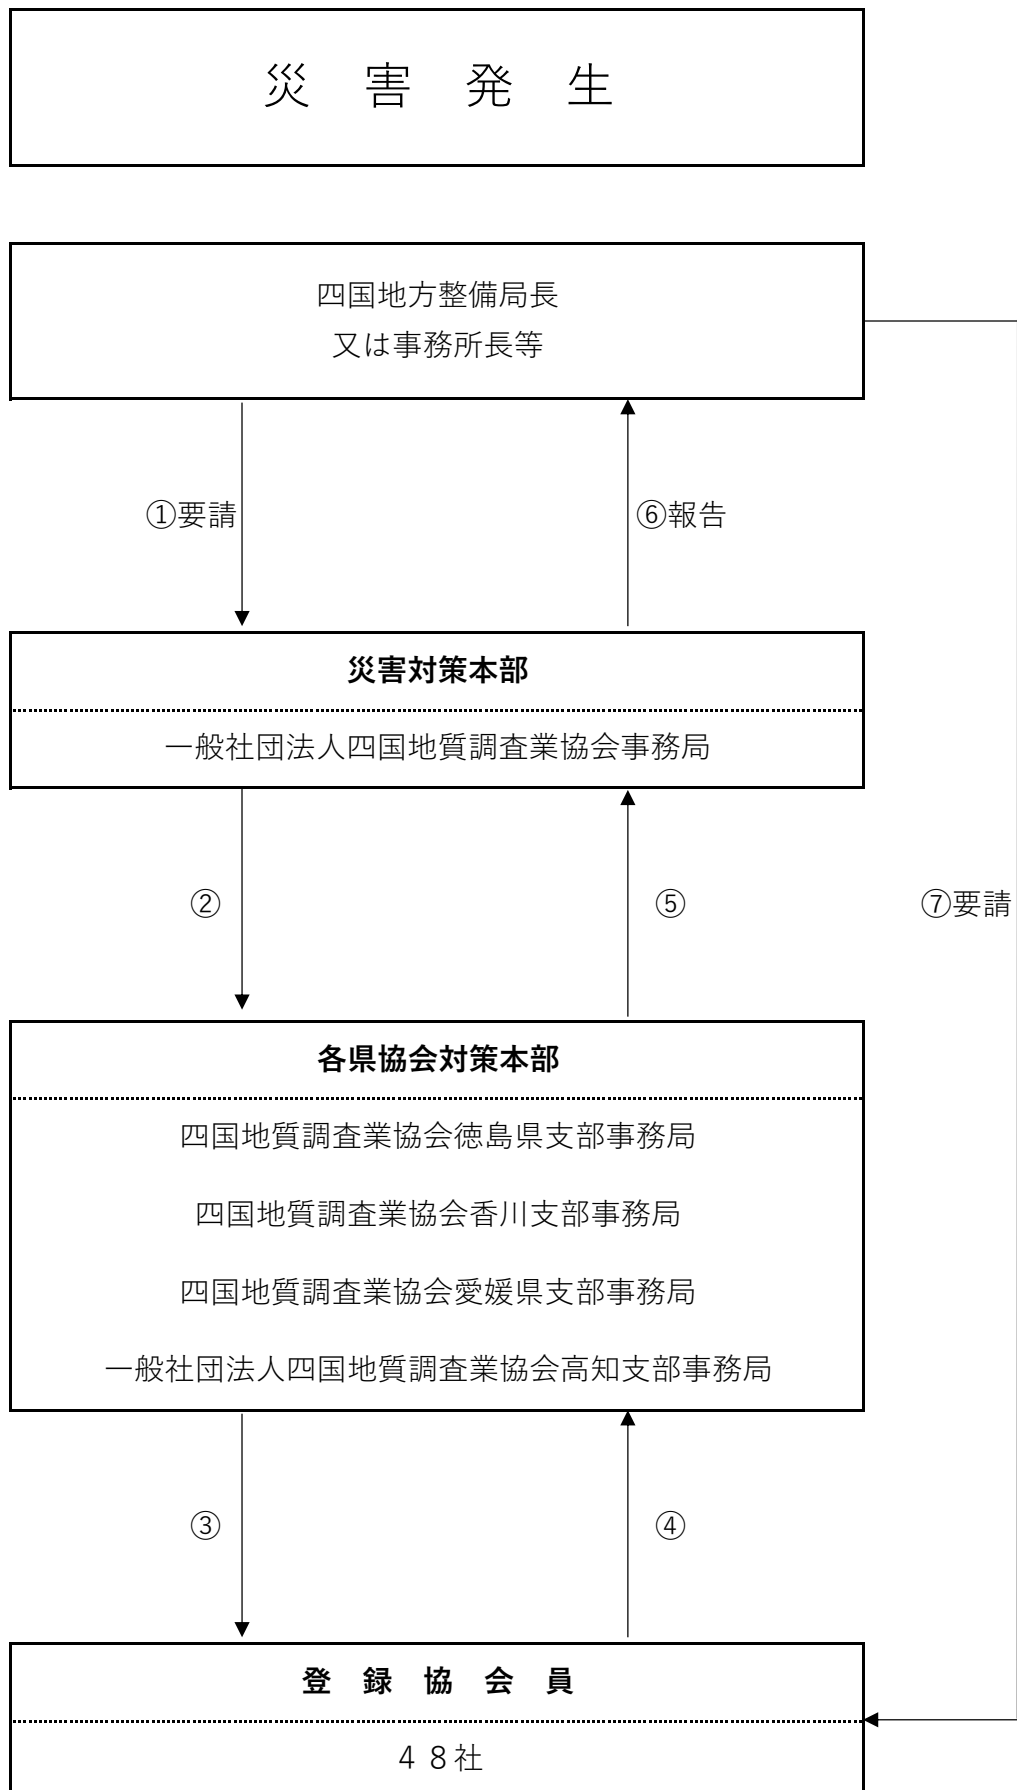 災　害　発　生
四国地方整備局長
又は事務所長等
①要請
⑥報告
災害対策本部
一般社団法人四国地質調査業協会事務局
②
⑤
⑦要請
各県協会対策本部
四国地質調査業協会徳島県支部事務局
四国地質調査業協会香川支部事務局
四国地質調査業協会愛媛県支部事務局
一般社団法人四国地質調査業協会高知支部事務局
③
④
登　録　協　会　員
４８社